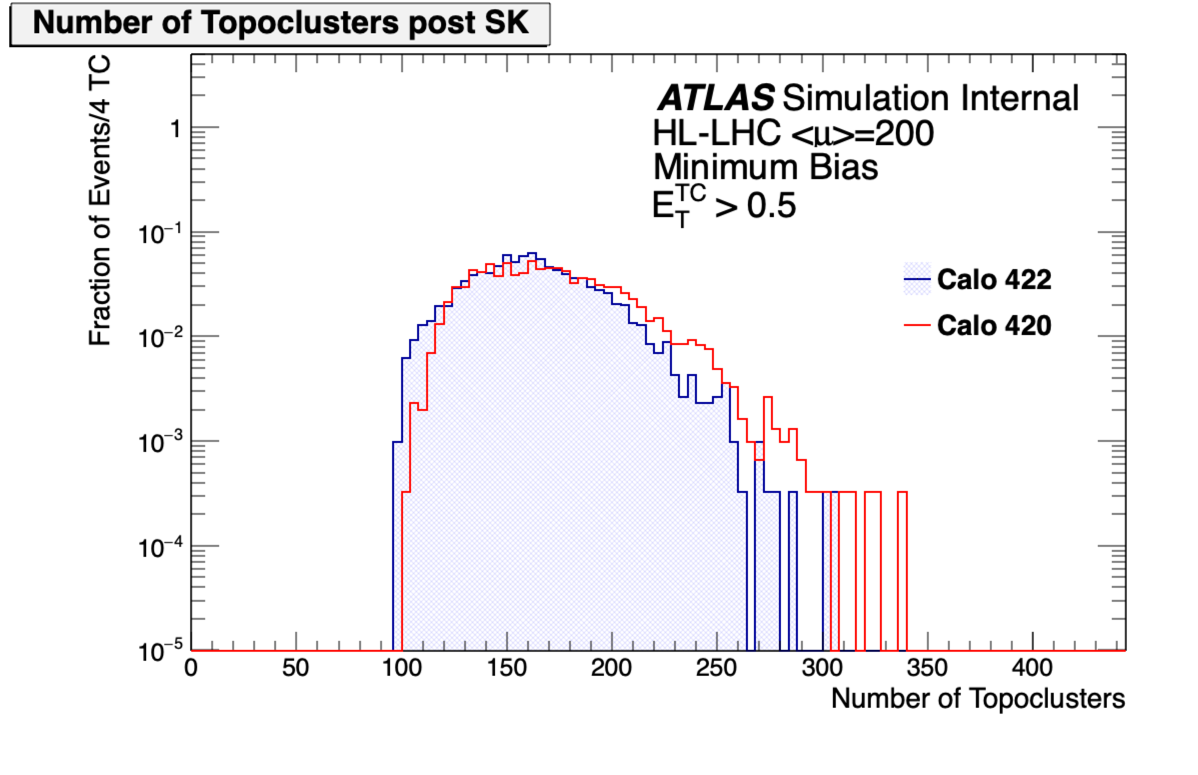 Number of Topoclusters post SK
Fraction of Events/4 TC
ATLAS Simulation Internal
HL-LHC <μ>=200
Minimum Bias
E_T^TC > 0.5
Calo 422
Calo 420
1
10⁻¹
10⁻²
10⁻³
10⁻⁴
10⁻⁵
0 50 100 150 200 250 300 350 400
Number of Topoclusters